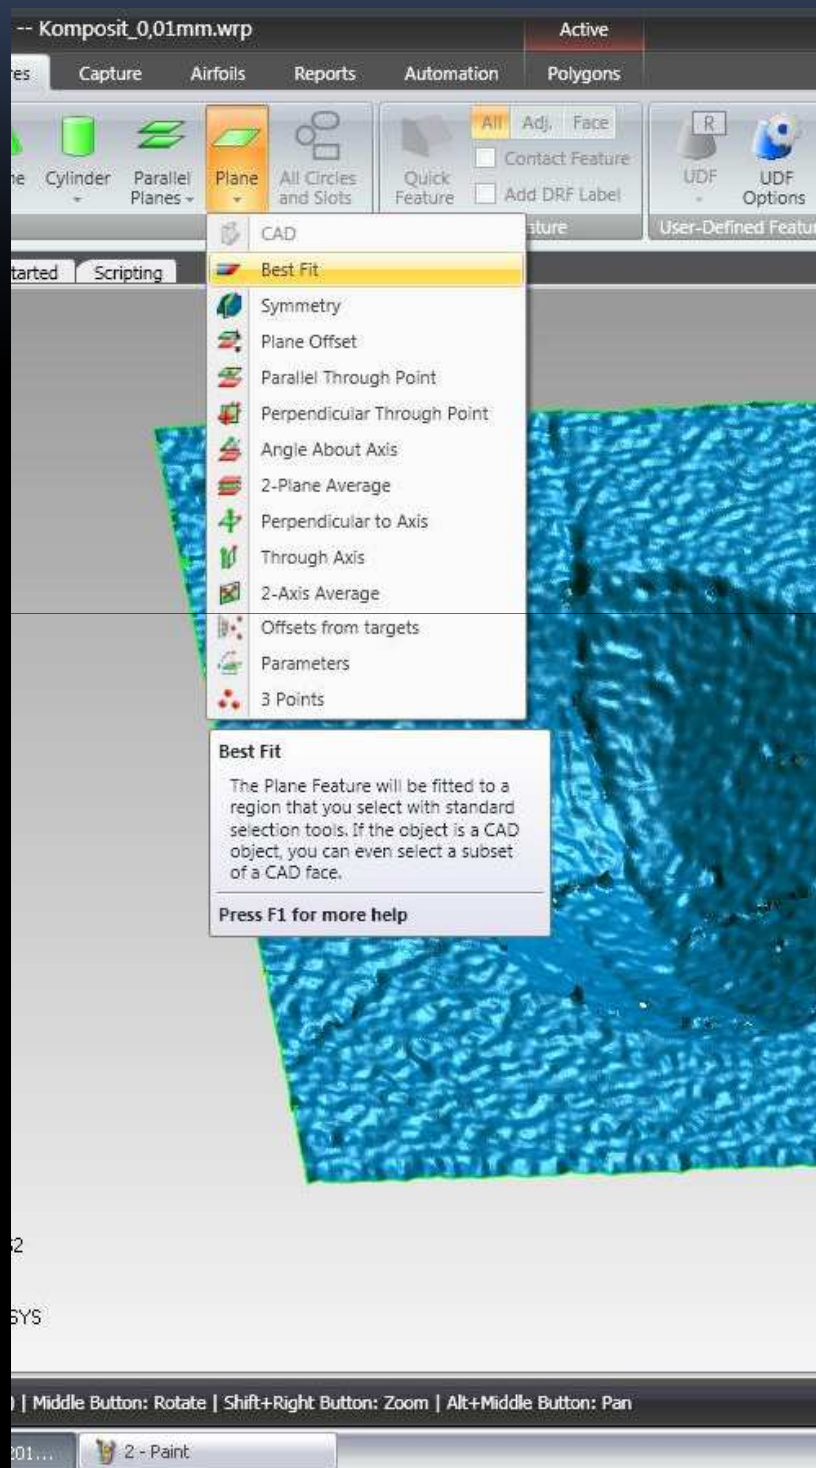 -- Komposit_0,01mm.wrp
Active
res Capture Airfoils Reports Automation Polygons
All Adj. Face
R
Contact Feature
Add DRF Label
ne Cylinder Parallel Planes Plane All Circles and Slots Quick Feature UDF UDF Options
ature User-Defined Featu
tarted Scripting
CAD
Best Fit
Symmetry
Plane Offset
Parallel Through Point
Perpendicular Through Point
Angle About Axis
2-Plane Average
Perpendicular to Axis
Through Axis
2-Axis Average
Offsets from targets
Parameters
3 Points
Best Fit
The Plane Feature will be fitted to a
region that you select with standard
selection tools. If the object is a CAD
object, you can even select a subset
of a CAD face.
Press F1 for more help
SYS
) | Middle Button: Rotate | Shift+Right Button: Zoom | Alt+Middle Button: Pan
201... 2 - Paint